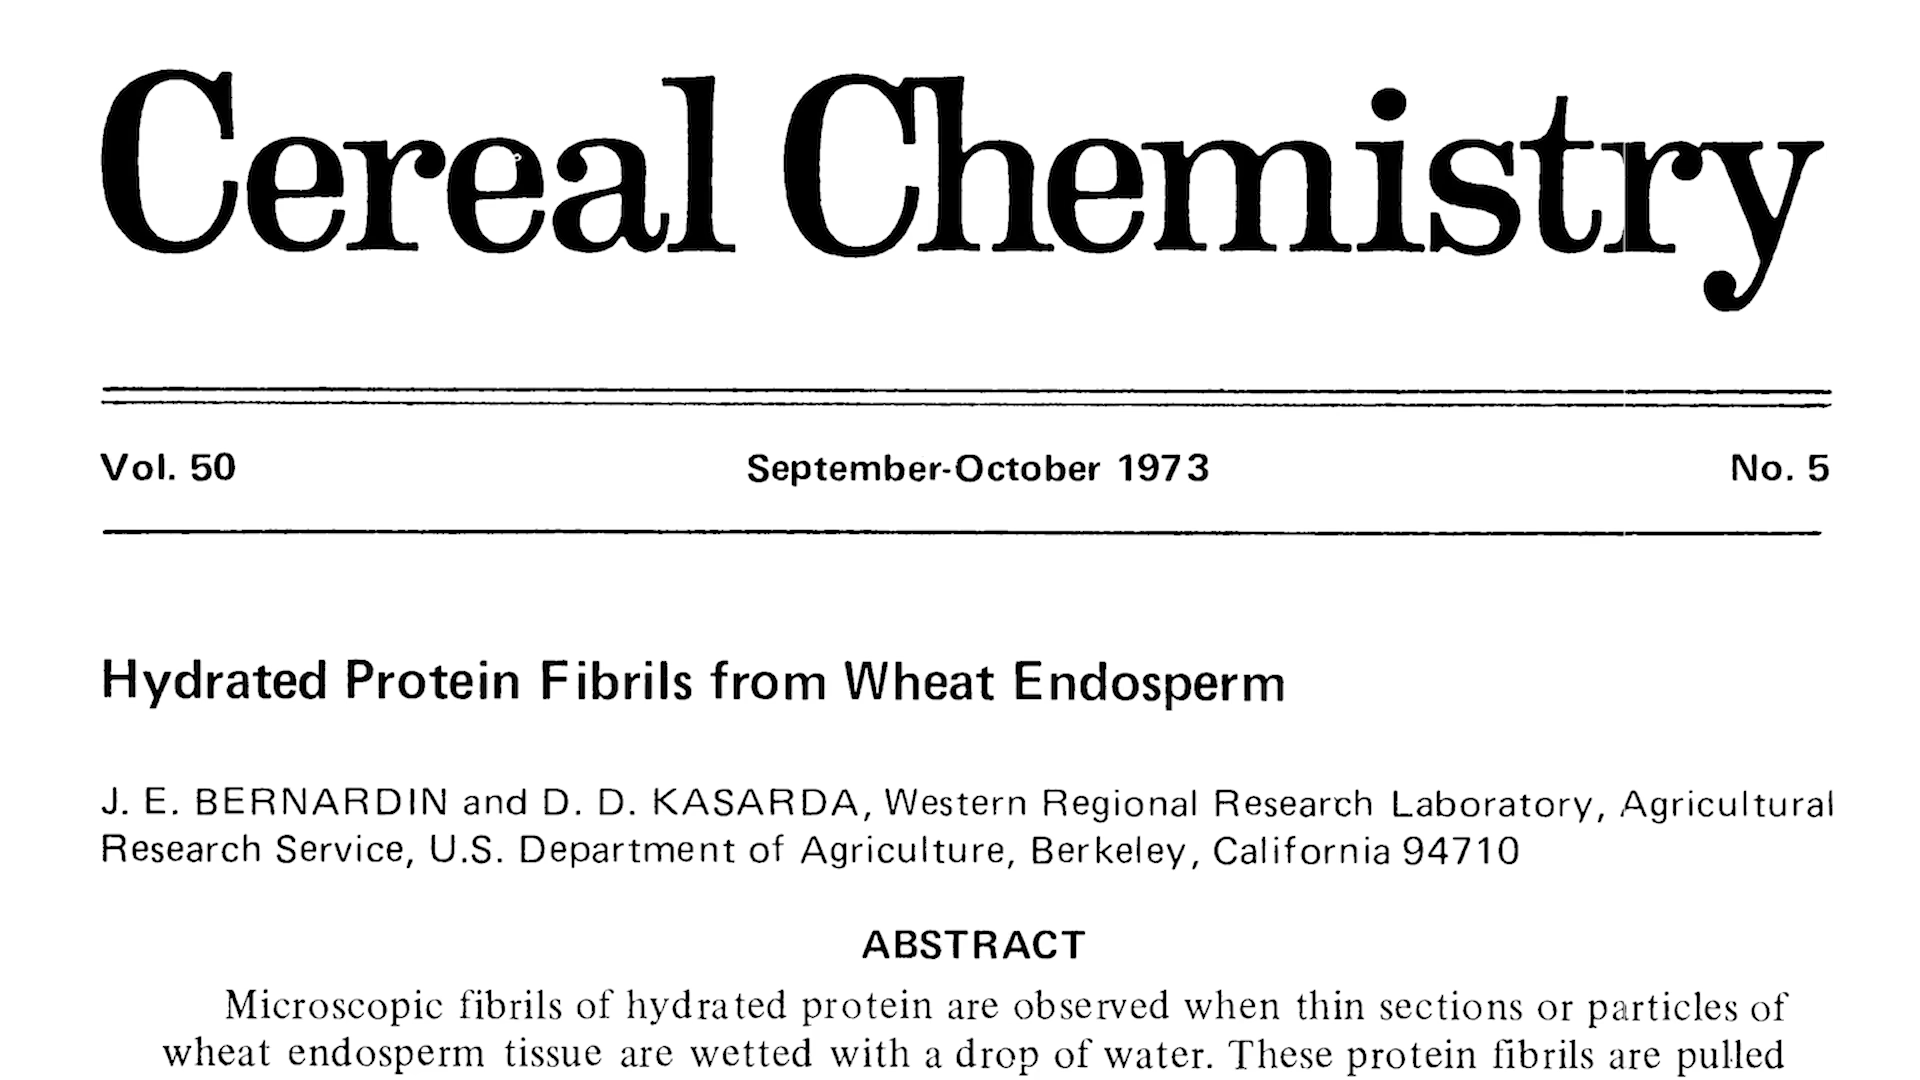 Cereal Chemistry
Vol. 50 September-October 1973 No. 5
Hydrated Protein Fibrils from Wheat Endosperm
J. E. BERNARDIN and D. D. KASARDA, Western Regional Research Laboratory, Agricultural
Research Service, U.S. Department of Agriculture, Berkeley, California 94710
ABSTRACT
Microscopic fibrils of hydrated protein are observed when thin sections or particles of
wheat endosperm tissue are wetted with a drop of water. These protein fibrils are pulled